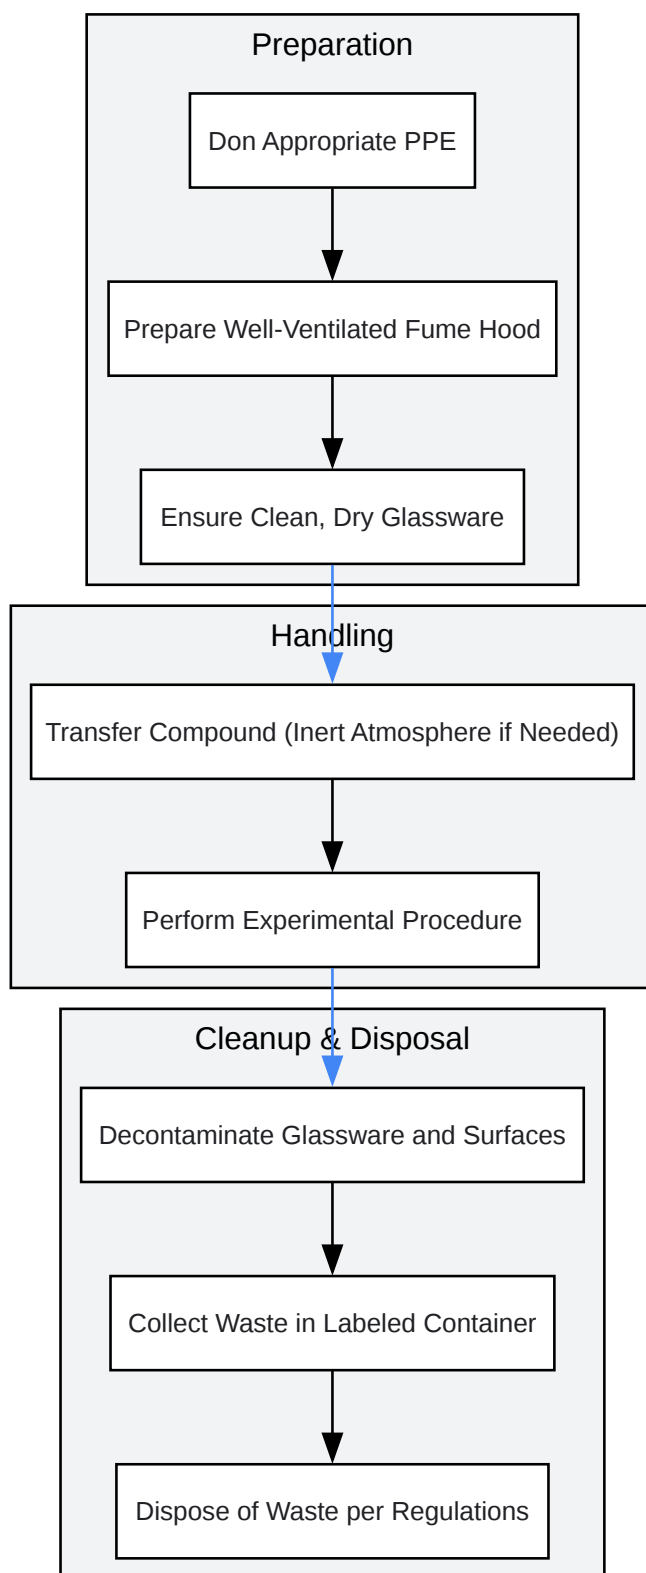 Preparation
Don Appropriate PPE
Prepare Well-Ventilated Fume Hood
Ensure Clean, Dry Glassware
Handling
Transfer Compound (Inert Atmosphere if Needed)
Perform Experimental Procedure
Cleanup & Disposal
Decontaminate Glassware and Surfaces
Collect Waste in Labeled Container
Dispose of Waste per Regulations